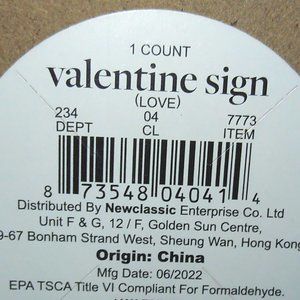 1 COUNT
valentine sign
(LOVE)
234 04 7773
DEPT CL ITEM
8 73548 04041 4
Distributed By Newclassic Enterprise Co. Ltd
Unit F & G, 12 / F, Golden Sun Centre,
9-67 Bonham Strand West, Sheung Wan, Hong Kong
Origin: China
Mfg Date: 06/2022
EPA TSCA Title VI Compliant For Formaldehyde.